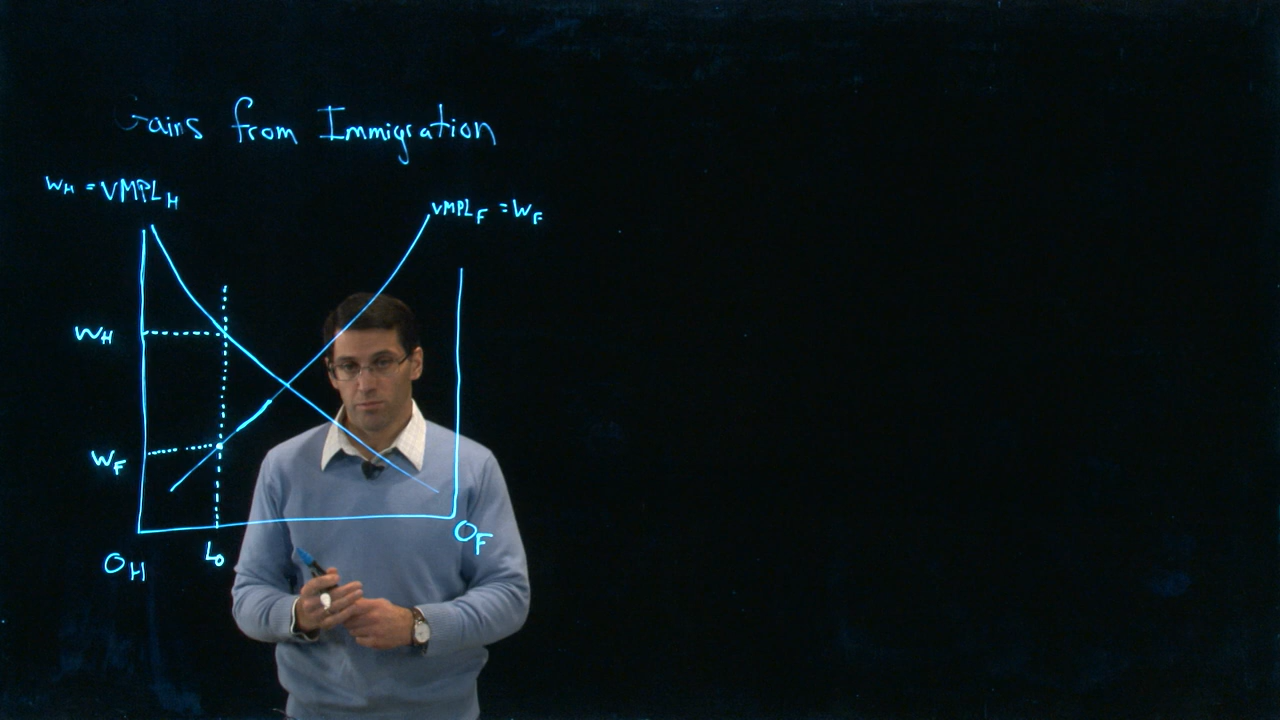 Gains from Immigration
WH = VMPLH
VMPLF = WF
WH
WF
L0
OH
OF